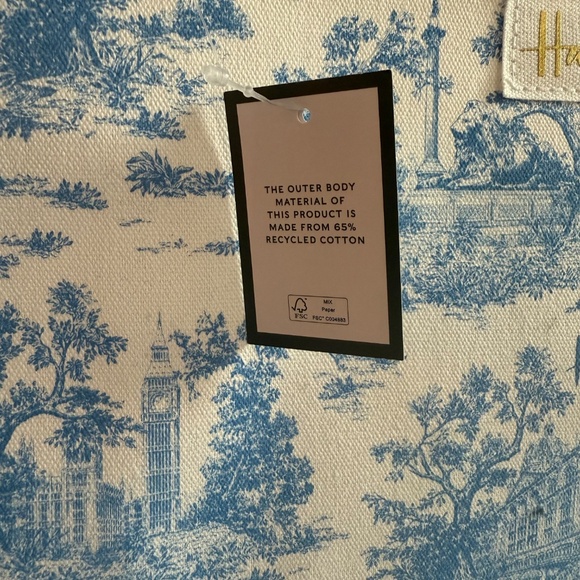 THE OUTER BODY
MATERIAL OF
THIS PRODUCT IS
MADE FROM 65%
RECYCLED COTTON
FSC
MIX
Paper